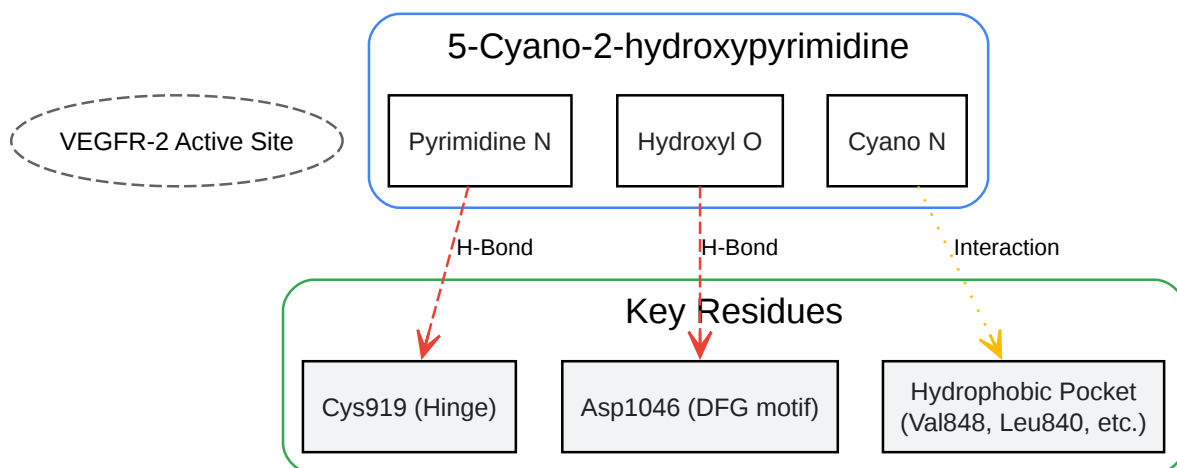 5-Cyano-2-hydroxypyrimidine
VEGFR-2 Active Site
Pyrimidine N
Hydroxyl O
Cyano N
H-Bond
H-Bond
Interaction
Key Residues
Cys919 (Hinge)
Asp1046 (DFG motif)
Hydrophobic Pocket
(Val848, Leu840, etc.)